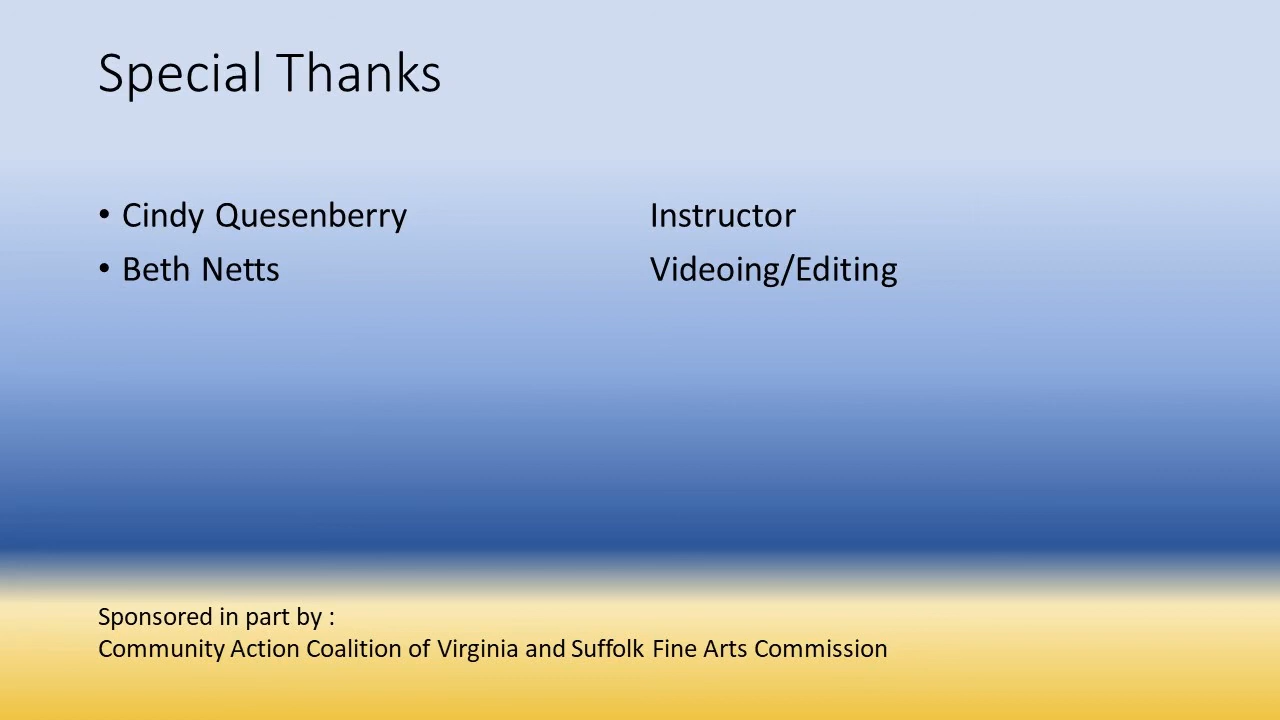 Special Thanks
• Cindy Quesenberry Instructor
• Beth Netts Videoing/Editing
Sponsored in part by :
Community Action Coalition of Virginia and Suffolk Fine Arts Commission